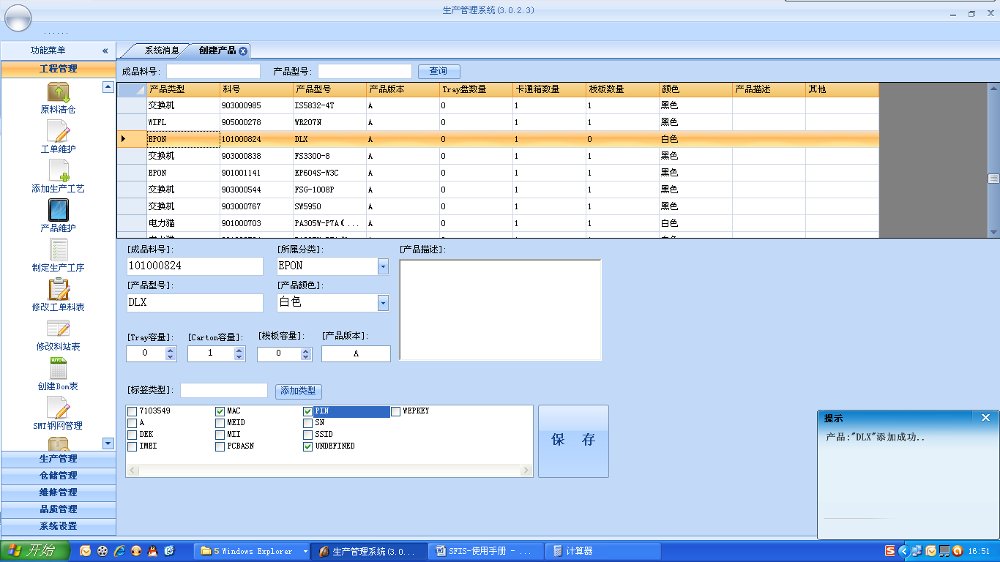 生产管理系统(3.0.2.3)
......
功能菜单 «
系统消息 创建产品
工程管理
成品料号: 产品型号: 查询
产品类型 料号 产品型号 产品版本 Tray盘数量 卡通箱数量 栈板数量 颜色 产品描述 其他
交换机 903000985 IS5832-4T A 0 1 1 黑色
WIFL 905000278 WR207N A 0 1 1 黑色
EPON 101000824 DLX A 0 1 0 白色
交换机 903000838 FS3300-8 A 0 1 1 黑色
EPON 901001141 EP604S-W3C A 0 1 1 黑色
交换机 903000544 FSG-1008P A 0 1 1 黑色
交换机 903000767 SW5950 A 0 1 1 黑色
电力猫 901000703 PA305W-P7A(... A 0 1 1 白色
原料清仓
工单维护
添加生产工艺
产品维护
制定生产工序
修改工单料表
修改料站表
AUTO
创建Bom表
SMT钢网管理
生产管理
仓储管理
维修管理
品质管理
系统设置
[成品料号]: [所属分类]: [产品描述]:
101000824 EPON
[产品型号]: [产品颜色]:
DLX 白色
[Tray容量]: [Carton容量]: [栈板容量]: [产品版本]:
0 1 0 A
[标签类型]: 添加类型
7103549 MAC PIN WEPKEY
A MEID SN
DEK MII SSID
IMEI PCBASN UNDEFINED
保 存
提示
产品:"DLX"添加成功..
开始 5 Windows Explorer 生产管理系统(3.0... SFIS-使用手册 - ... 计算器 16:51